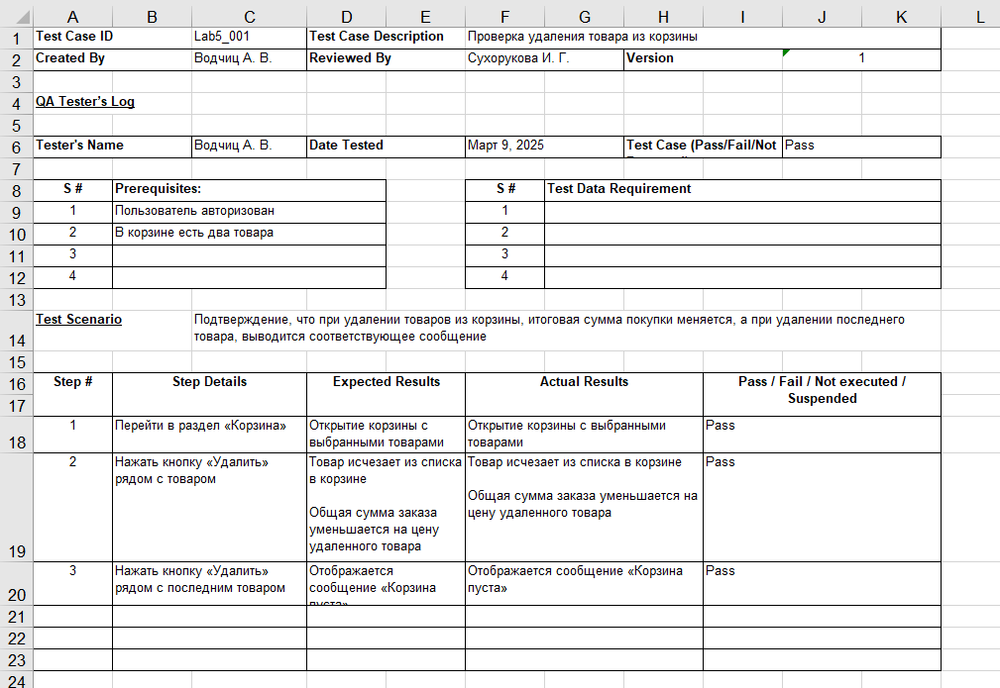 A B C D E F G H I J K L
1 Test Case ID Lab5_001 Test Case Description Проверка удаления товара из корзины
2 Created By Водчиц А. В. Reviewed By Сухорукова И. Г. Version 1
3
4 QA Tester's Log
5
6 Tester's Name Водчиц А. В. Date Tested Март 9, 2025 Test Case (Pass/Fail/Not Pass
7
8 S # Prerequisites: S # Test Data Requirement
9 1 Пользователь авторизован 1
10 2 В корзине есть два товара 2
11 3 3
12 4 4
13
14 Test Scenario Подтверждение, что при удалении товаров из корзины, итоговая сумма покупки меняется, а при удалении последнего
товара, выводится соответствующее сообщение
15
16 Step # Step Details Expected Results Actual Results Pass / Fail / Not executed /
17 Suspended
18 1 Перейти в раздел «Корзина» Открытие корзины с Открытие корзины с выбранными Pass
выбранными товарами товарами
19 2 Нажать кнопку «Удалить» Товар исчезает из списка Товар исчезает из списка в корзине Pass
рядом с товаром в корзине
Общая сумма заказа уменьшается на
Общая сумма заказа цену удаленного товара
уменьшается на цену
удаленного товара
20 3 Нажать кнопку «Удалить» Отображается Отображается сообщение «Корзина Pass
рядом с последним товаром сообщение «Корзина пуста»
пуста»
21
22
23
24